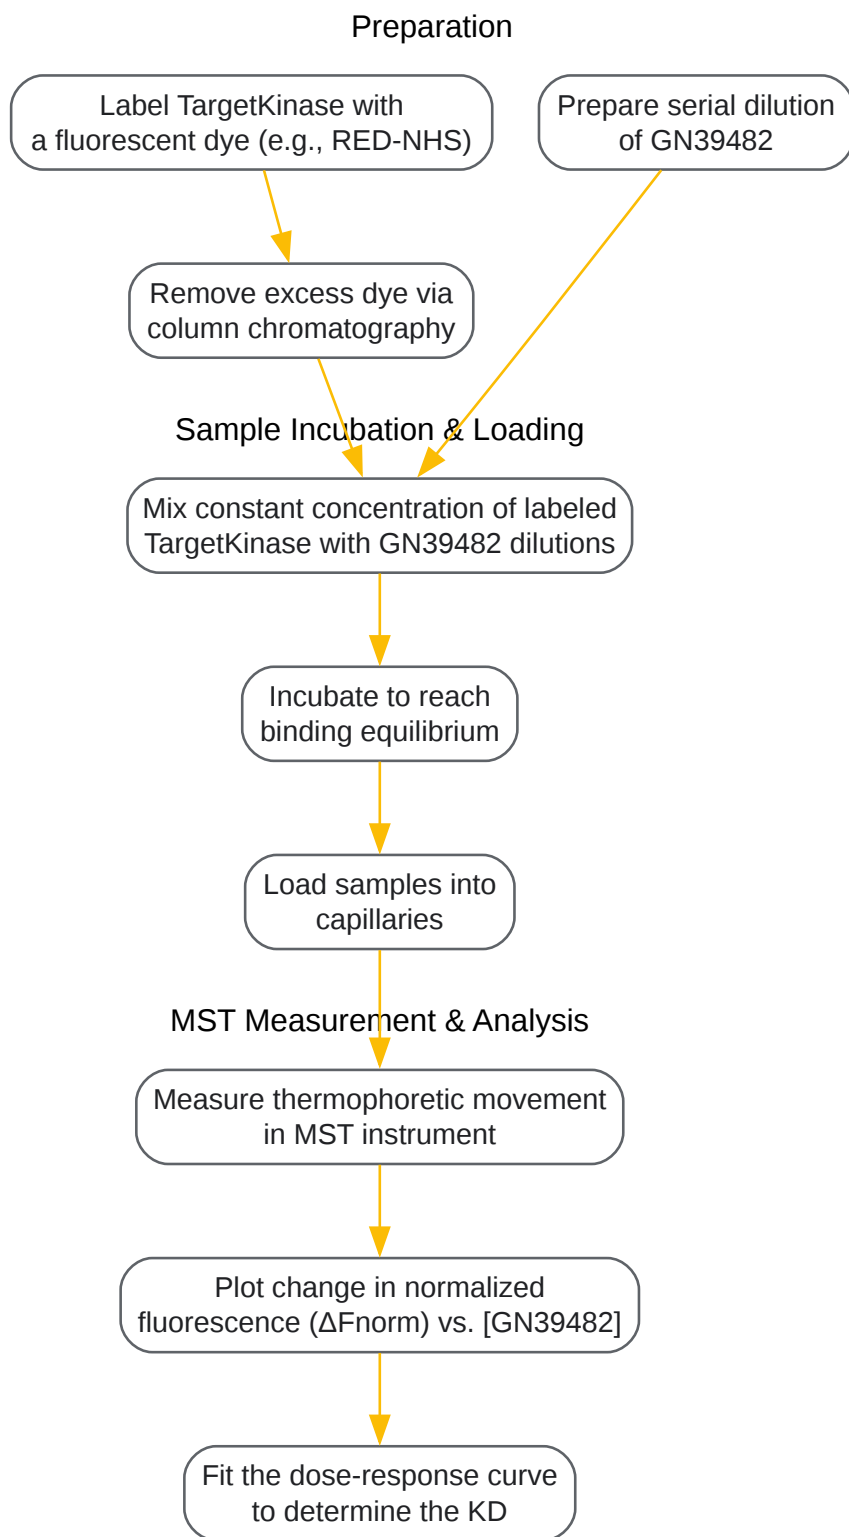 Preparation
Label TargetKinase with
a fluorescent dye (e.g., RED-NHS)
Prepare serial dilution
of GN39482
Remove excess dye via
column chromatography
Sample Incubation & Loading
Mix constant concentration of labeled
TargetKinase with GN39482 dilutions
Incubate to reach
binding equilibrium
Load samples into
capillaries
MST Measurement & Analysis
Measure thermophoretic movement
in MST instrument
Plot change in normalized
fluorescence (ΔFnorm) vs. [GN39482]
Fit the dose-response curve
to determine the KD